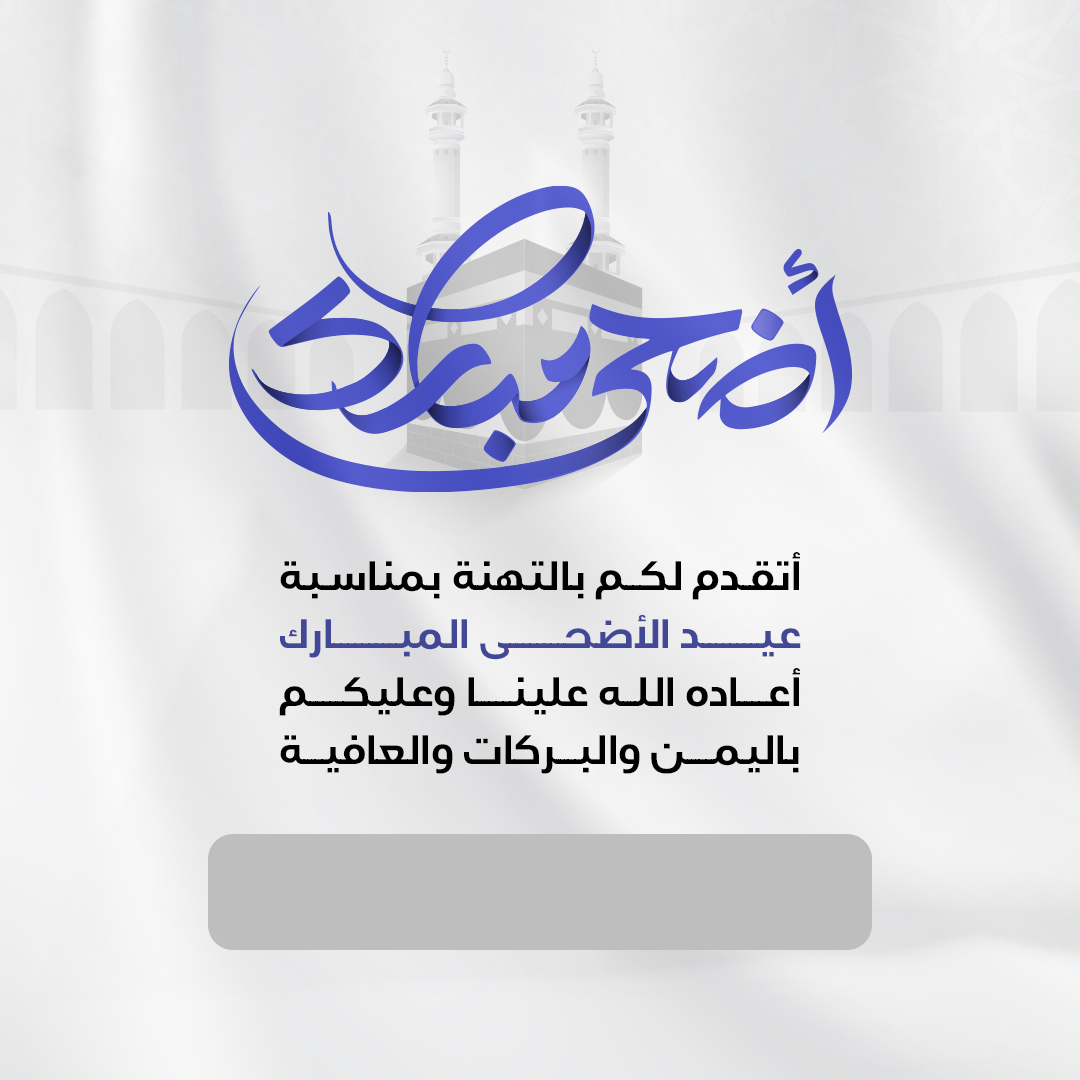 أضحى مبارك
أتقدم لكم بالتهنة بمناسبة
عيد الأضحى المبارك
أعاده الله علينا وعليكم
باليمن والبركات والعافية